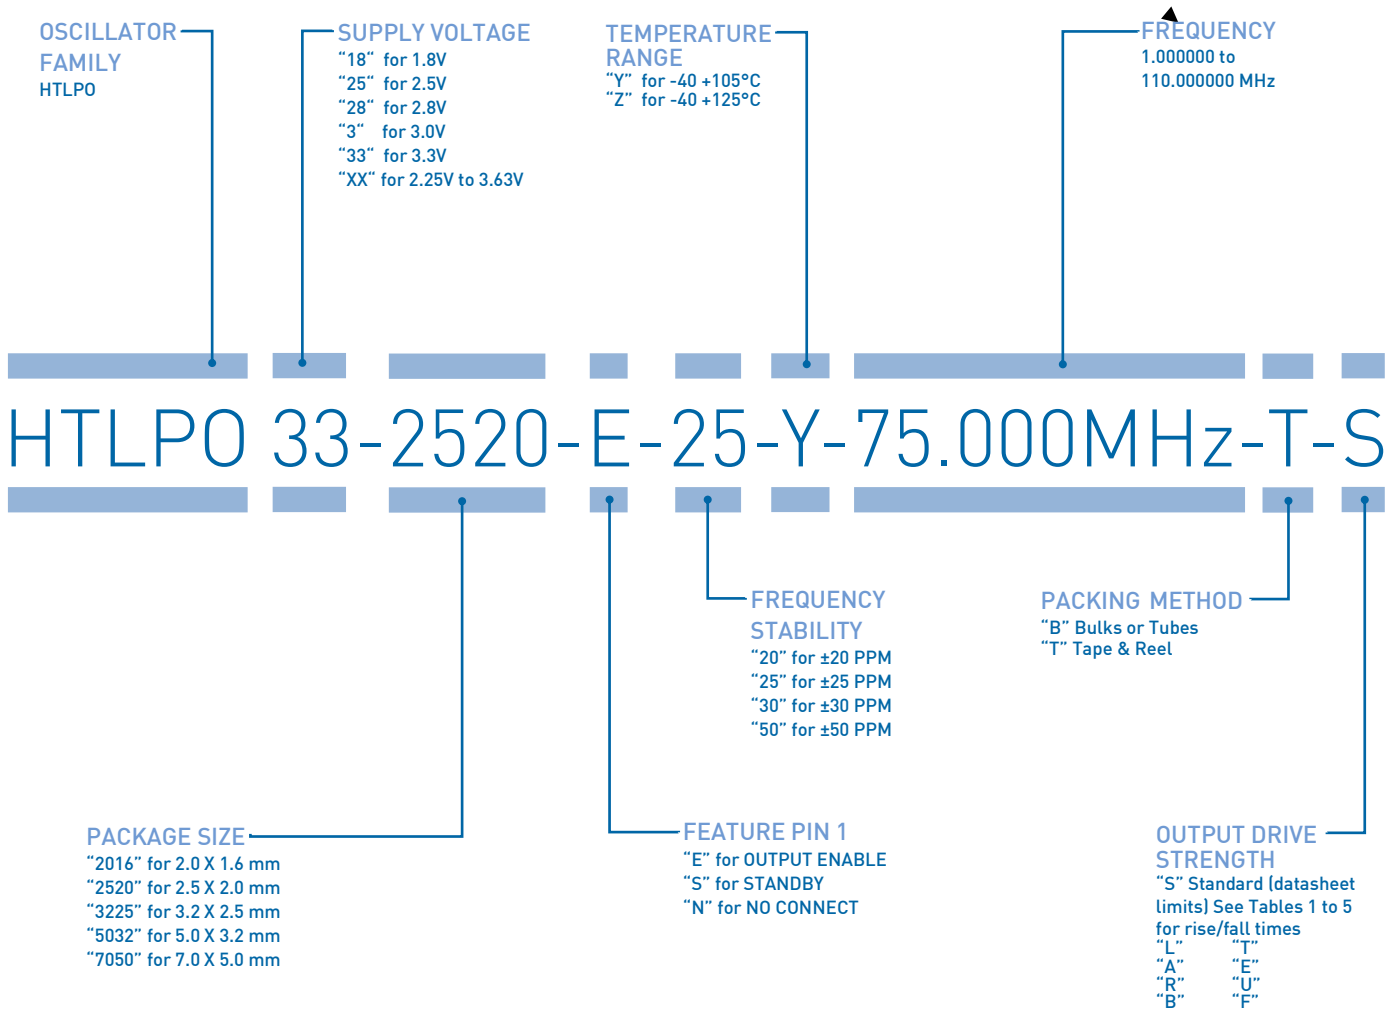 OSCILLATOR
FAMILY
HTLPO
SUPPLY VOLTAGE
“18“ for 1.8V
“25“ for 2.5V
“28“ for 2.8V
“3“ for 3.0V
“33“ for 3.3V
“XX“ for 2.25V to 3.63V
TEMPERATURE
RANGE
“Y” for -40 +105°C
“Z” for -40 +125°C
FREQUENCY
1.000000 to
110.000000 MHz
HTLPO 33-2520-E-25-Y-75.000MHz-T-S
FREQUENCY
STABILITY
“20” for ±20 PPM
“25” for ±25 PPM
“30” for ±30 PPM
“50” for ±50 PPM
PACKING METHOD
“B” Bulks or Tubes
“T” Tape & Reel
PACKAGE SIZE
“2016” for 2.0 X 1.6 mm
“2520” for 2.5 X 2.0 mm
“3225” for 3.2 X 2.5 mm
“5032” for 5.0 X 3.2 mm
“7050” for 7.0 X 5.0 mm
FEATURE PIN 1
“E” for OUTPUT ENABLE
“S” for STANDBY
“N” for NO CONNECT
OUTPUT DRIVE
STRENGTH
“S” Standard (datasheet
limits) See Tables 1 to 5
for rise/fall times
“L” “T”
“A” “E”
“R” “U”
“B” “F”